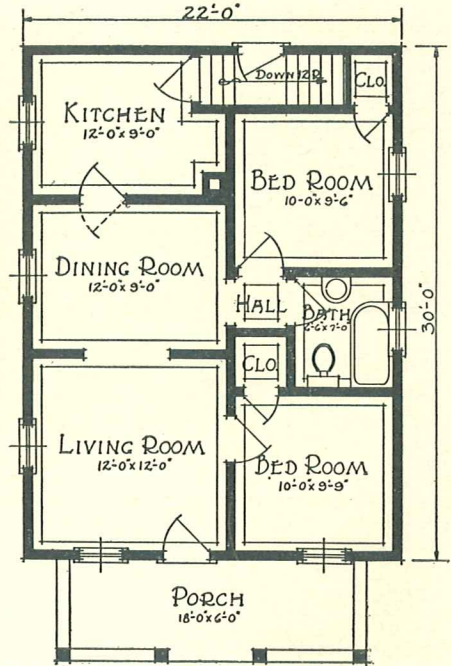 22'-0"
DOWN 12 R.
CLO.
KITCHEN
12'-0" x 9'-0"
BED ROOM
10'-0" x 9'-6"
DINING ROOM
12'-0" x 9'-0"
HALL
BATH
30'-0"
CLO.
LIVING ROOM
12'-0" x 12'-0"
BED ROOM
10'-0" x 9'-9"
PORCH
18'-0" x 6'-0"